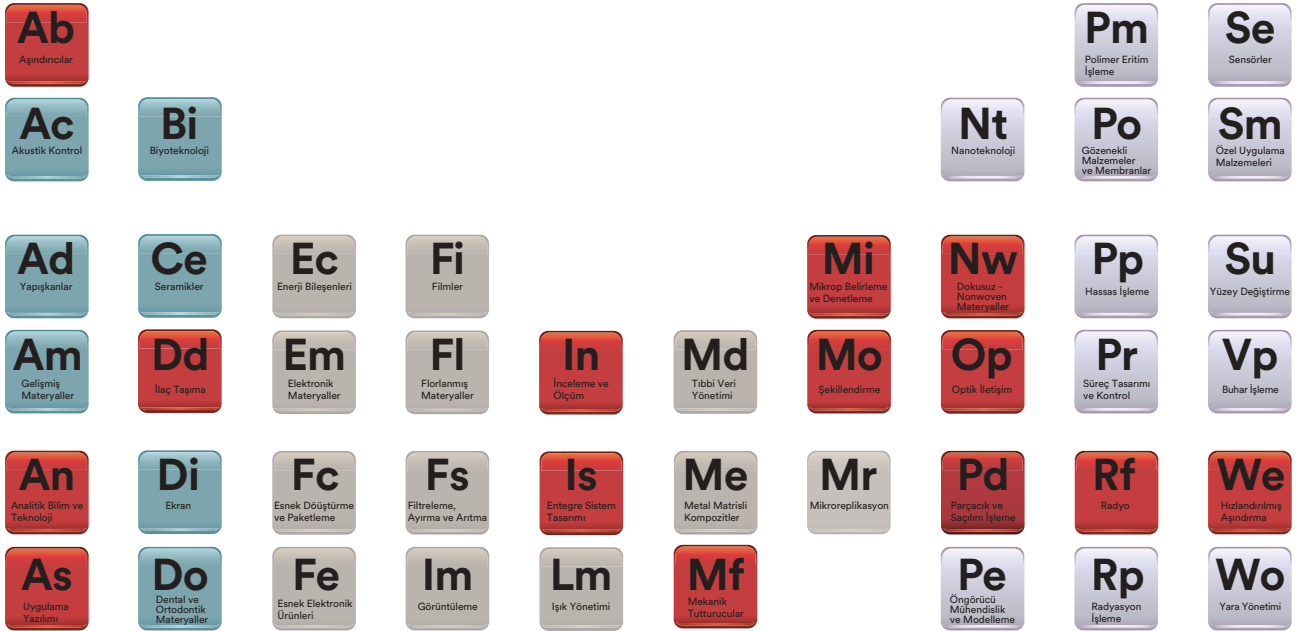 Ab
Aşındırıcılar
Pm
Polimer Eritim
İşleme
Se
Sensörler
Ac
Akustik Kontrol
Bi
Biyoteknoloji
Nt
Nanoteknoloji
Po
Gözenekli
Malzemeler
ve Membranlar
Sm
Özel Uygulama
Malzemeleri
Ad
Yapışkanlar
Ce
Seramikler
Ec
Enerji Bileşenleri
Fi
Filmler
Mi
Mikrop Belirleme
ve Denetleme
Nw
Dokusuz -
Nonwoven
Materyaller
Pp
Hassas İşleme
Su
Yüzey Değiştirme
Am
Gelişmiş
Materyaller
Dd
İlaç Taşıma
Em
Elektronik
Materyaller
Fl
Florlanmış
Materyaller
In
İnceleme ve
Ölçüm
Md
Tıbbi Veri
Yönetimi
Mo
Şekillendirme
Op
Optik İletişim
Pr
Süreç Tasarımı
ve Kontrol
Vp
Buhar İşleme
An
Analitik Bilim ve
Teknoloji
Di
Ekran
Fc
Esnek Döüştürme
ve Paketleme
Fs
Filtreleme,
Ayırma ve Arıtma
Is
Entegre Sistem
Tasarımı
Me
Metal Matrisli
Kompozitler
Mr
Mikroreplikasyon
Pd
Parçacık ve
Saçılım İşleme
Rf
Radyo
We
Hızlandırılmış
Aşındırma
As
Uygulama
Yazılımı
Do
Dental ve
Ortodontik
Materyaller
Fe
Esnek Elektronik
Ürünleri
Im
Görüntüleme
Lm
Işık Yönetimi
Mf
Mekanik
Tutturucular
Pe
Öngörücü
Mühendislik
ve Modelleme
Rp
Radyasyon
İşleme
Wo
Yara Yönetimi